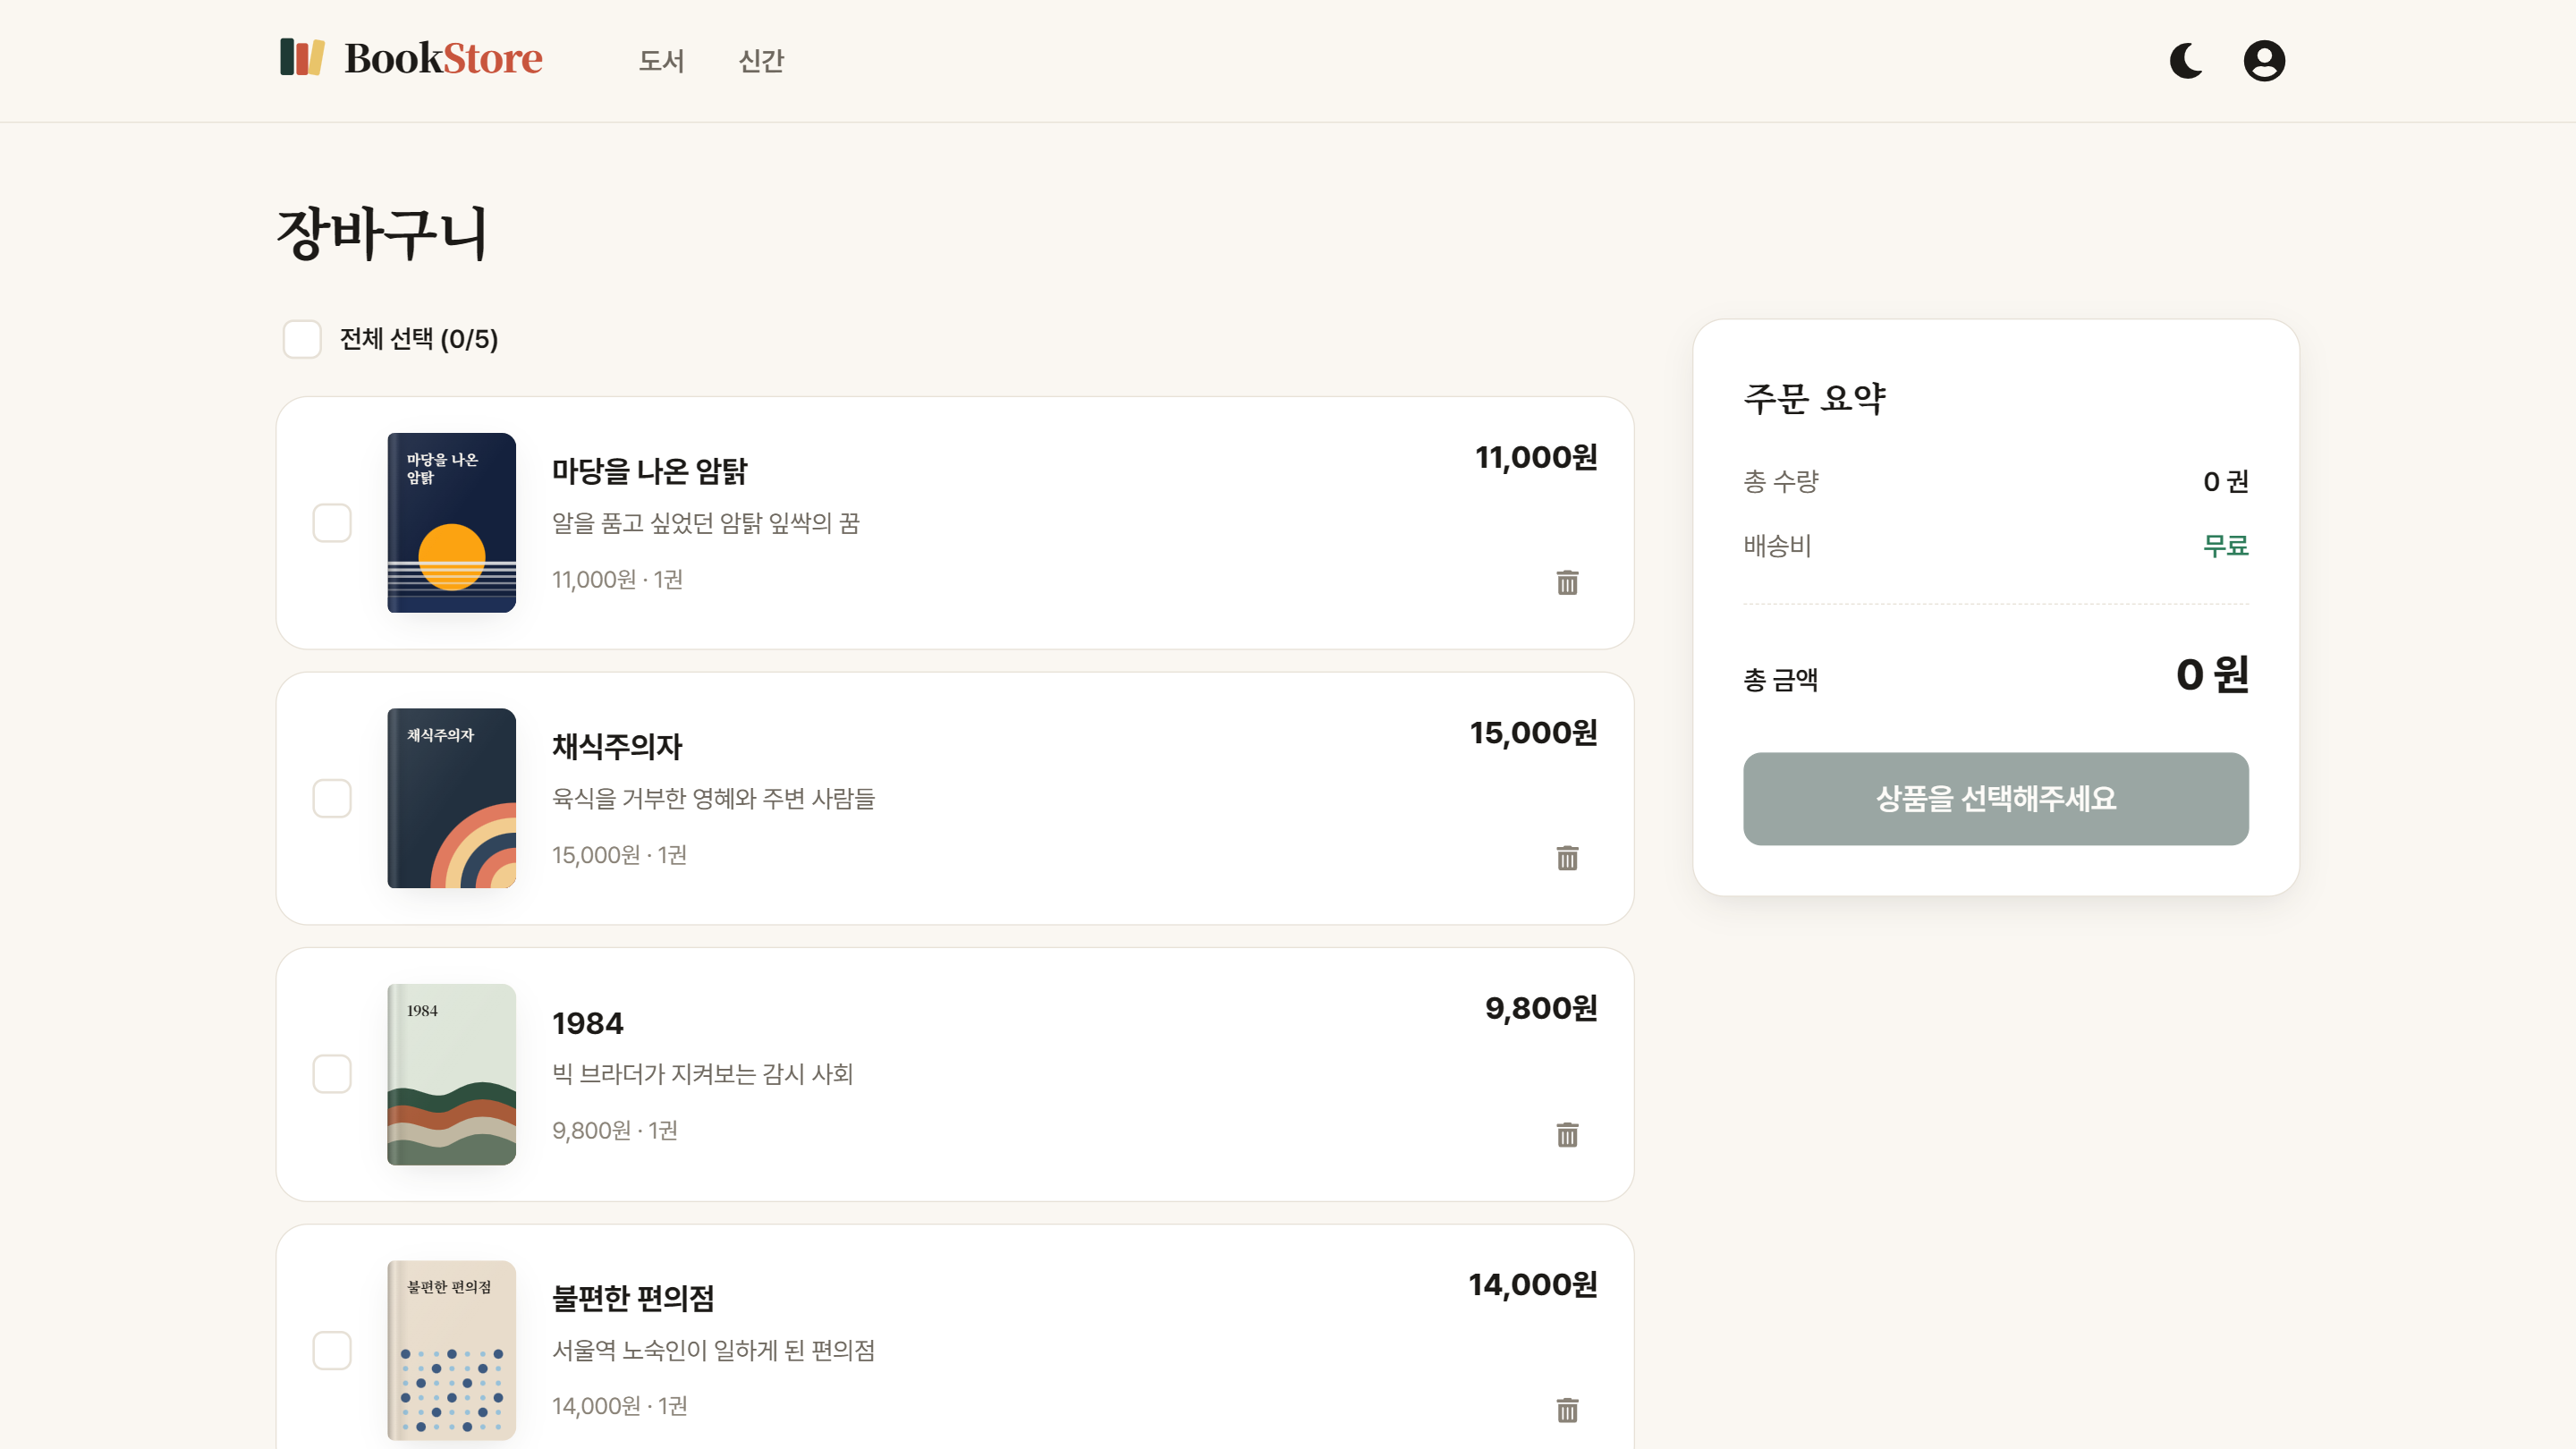 BookStore
도서
신간
장바구니
전체 선택 (0/5)
마당을 나온
암탉
마당을 나온 암탉
알을 품고 싶었던 암탉 잎싹의 꿈
11,000원 · 1권
11,000원
채식주의자
채식주의자
육식을 거부한 영혜와 주변 사람들
15,000원 · 1권
15,000원
1984
1984
빅 브라더가 지켜보는 감시 사회
9,800원 · 1권
9,800원
불편한 편의점
불편한 편의점
서울역 노숙인이 일하게 된 편의점
14,000원 · 1권
14,000원
주문 요약
총 수량
0 권
배송비
무료
총 금액
0 원
상품을 선택해주세요